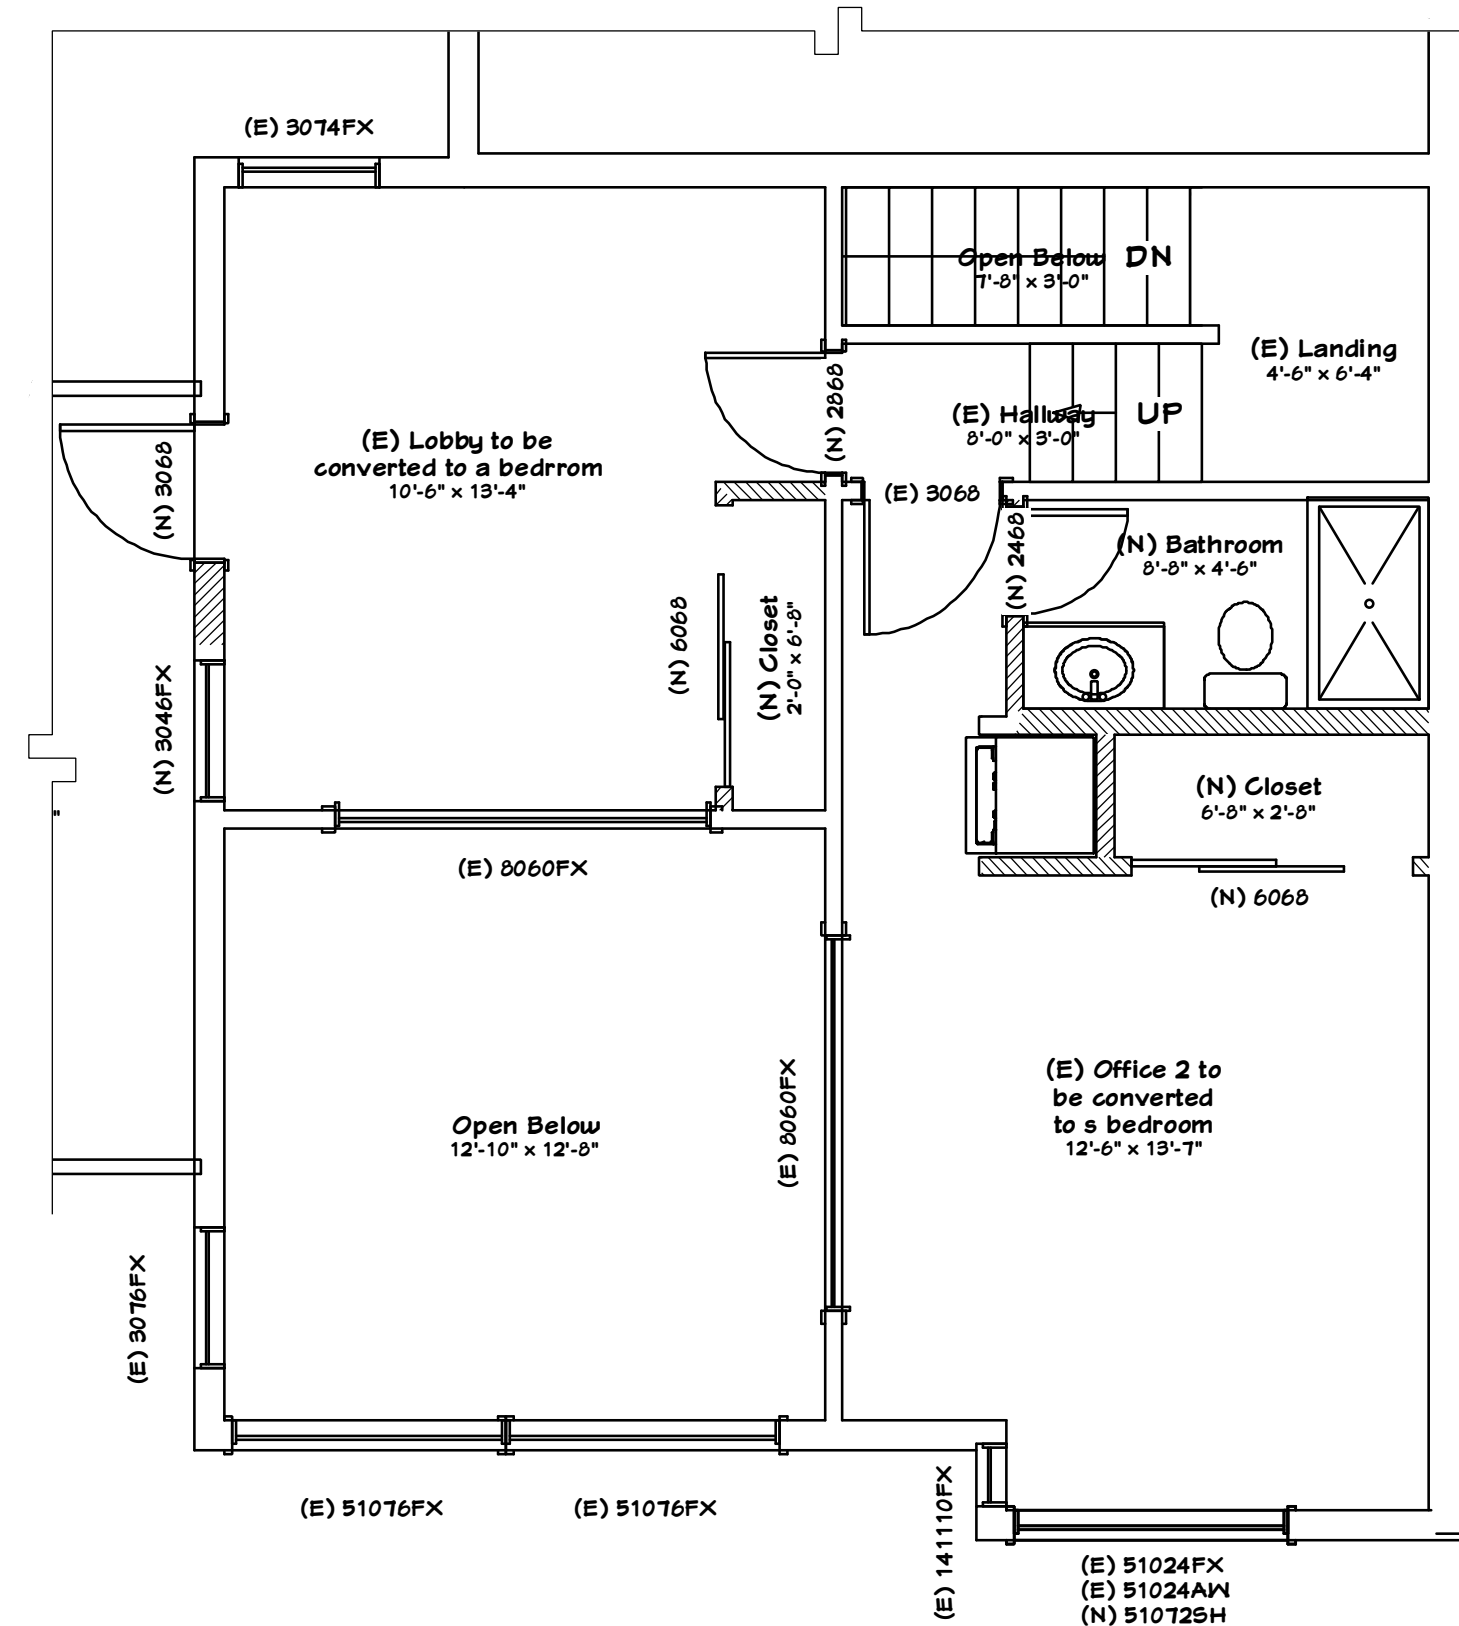 (E) 3074FX
Open Below DN
7'-8" x 3'-0"
(E) Landing
4'-6" x 6'-4"
(N) 2868
(E) Hallway UP
8'-0" x 3'-0"
(E) Lobby to be
converted to a bedrrom
10'-6" x 13'-4"
(N) 3068
(E) 3068
(N) 2468
(N) Bathroom
8'-8" x 4'-6"
(N) 3046FX
(N) 6068
(N) Closet
2'-0" x 6'-8"
(N) Closet
6'-8" x 2'-8"
"
(E) 8060FX
(N) 6068
(E) Office 2 to
be converted
to s bedroom
12'-6" x 13'-7"
Open Below
12'-10" x 12'-8"
(E) 8060FX
(E) 3076FX
(E) 51076FX
(E) 51076FX
(E) 141110FX
(E) 51024FX
(E) 51024AW
(N) 51072SH